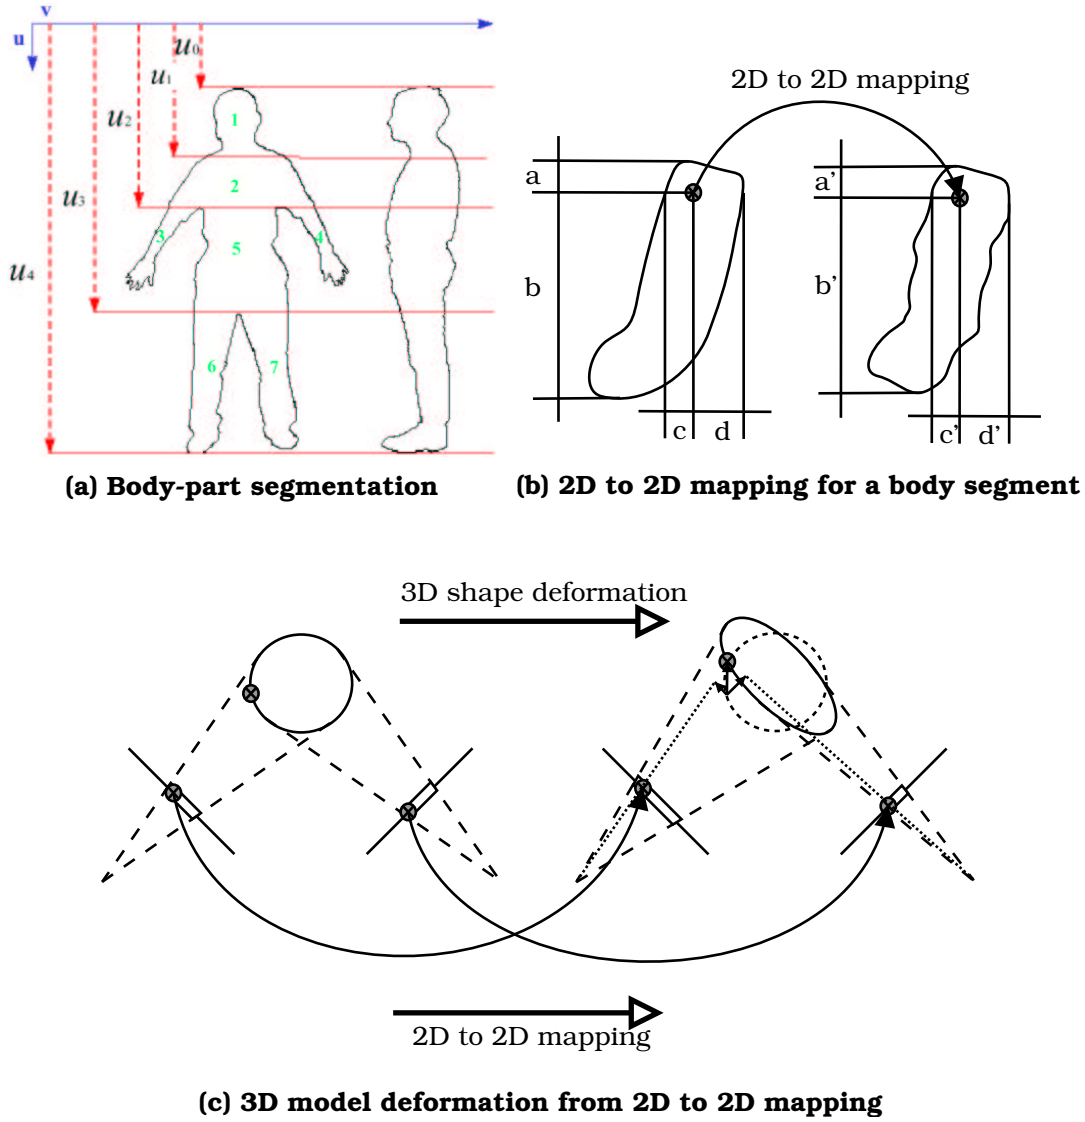 v
u
u0
u1
u2
u3
u4
1
2
3
4
5
6
7
(a) Body-part segmentation
2D to 2D mapping
a
b
c d
a'
b'
c' d'
(b) 2D to 2D mapping for a body segment
3D shape deformation
2D to 2D mapping
(c) 3D model deformation from 2D to 2D mapping